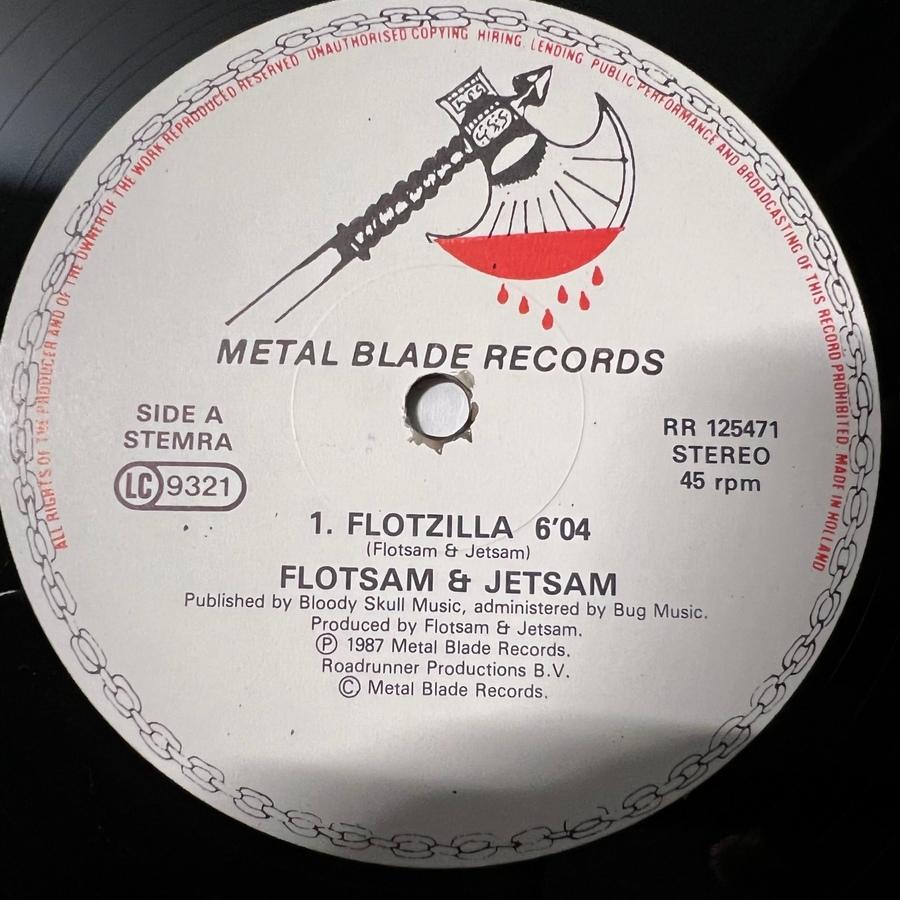 ALL RIGHTS OF THE PRODUCER AND OF THE OWNER OF THE WORK REPRODUCED RESERVED UNAUTHORISED COPYING HIRING. LENDING PUBLIC PERFORMANCE AND BROADCASTING OF THIS RECORD PROHIBITED MADE IN HOLLAND
METAL BLADE RECORDS
SIDE A
STEMRA
LC 9321
RR 125471
STEREO
45 rpm
1. FLOTZILLA 6'04
(Flotsam & Jetsam)
FLOTSAM & JETSAM
Published by Bloody Skull Music, administered by Bug Music.
Produced by Flotsam & Jetsam.
Ⓟ 1987 Metal Blade Records.
Roadrunner Productions B.V.
© Metal Blade Records.